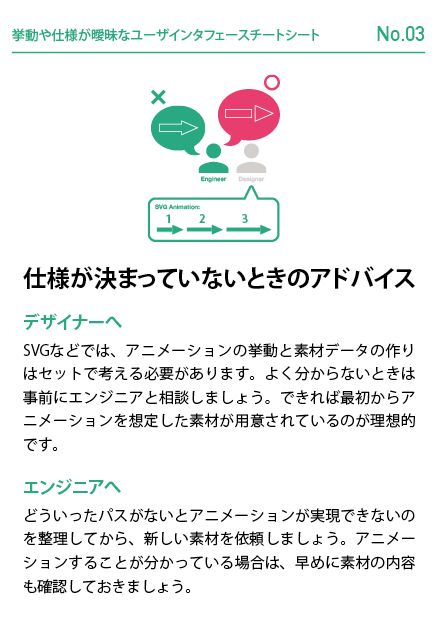 挙動や仕様が曖昧なユーザインタフェースチートシート No.03
Engineer Designer
SVG Animation:
1 2 3
仕様が決まっていないときのアドバイス
デザイナーへ
SVGなどでは、アニメーションの挙動と素材データの作り
はセットで考える必要があります。よく分からないときは
事前にエンジニアと相談しましょう。できれば最初からア
ニメーションを想定した素材が用意されているのが理想的
です。
エンジニアへ
どういったパスがないとアニメーションが実現できないの
を整理してから、新しい素材を依頼しましょう。アニメー
ションすることが分かっている場合は、早めに素材の内容
も確認しておきましょう。